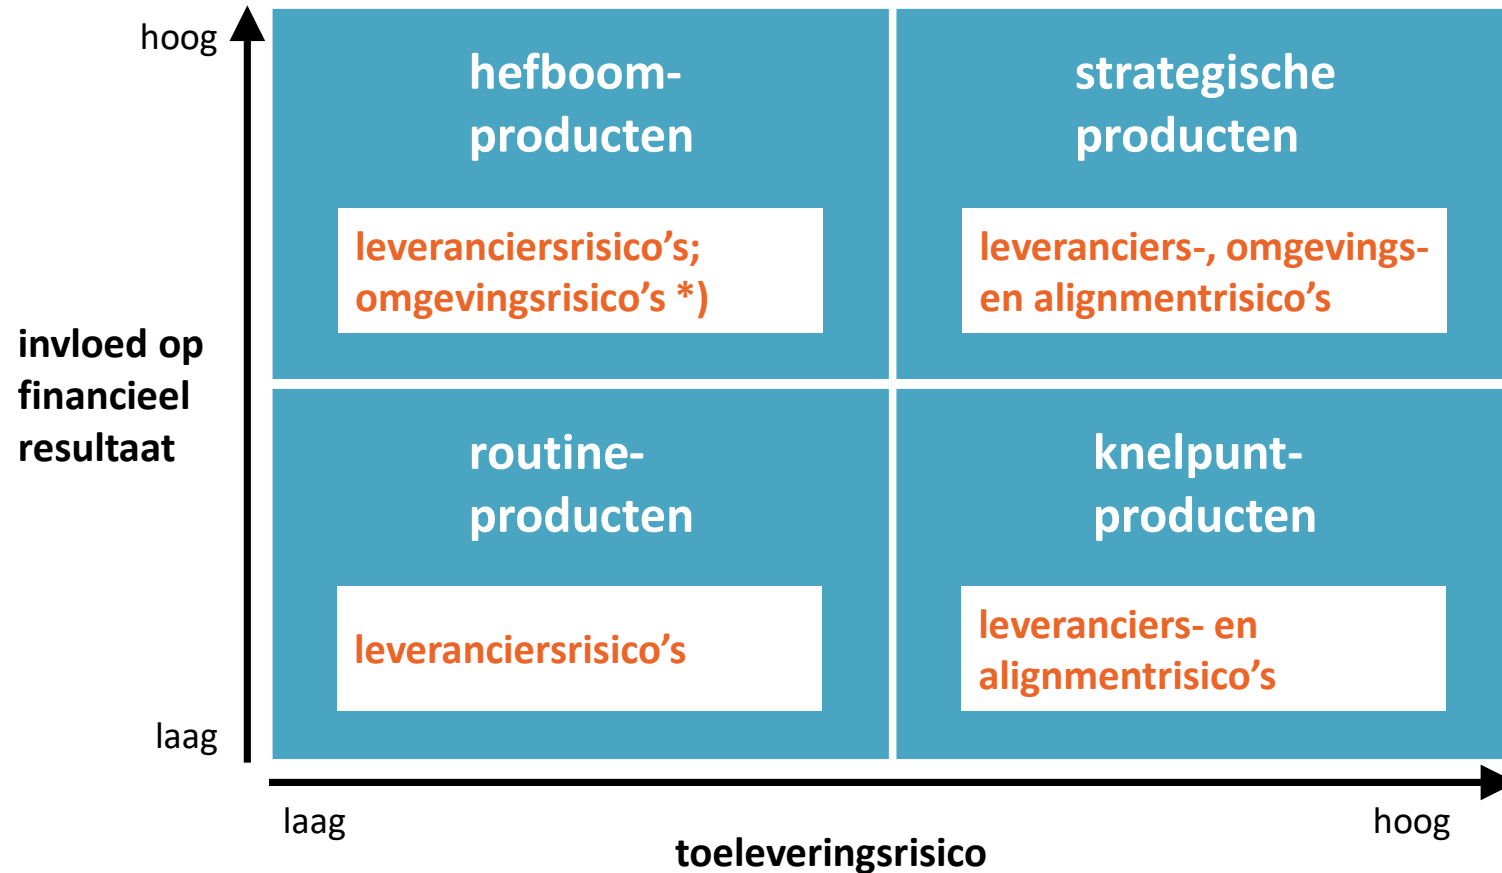 hoog
hefboom-
producten
strategische
producten
leveranciersrisico’s;
omgevingsrisico’s *)
leveranciers-, omgevings-
en alignmentrisico’s
invloed op
financieel
resultaat
routine-
producten
knelpunt-
producten
leveranciersrisico’s
leveranciers- en
alignmentrisico’s
laag
laag
hoog
toeleveringsrisico